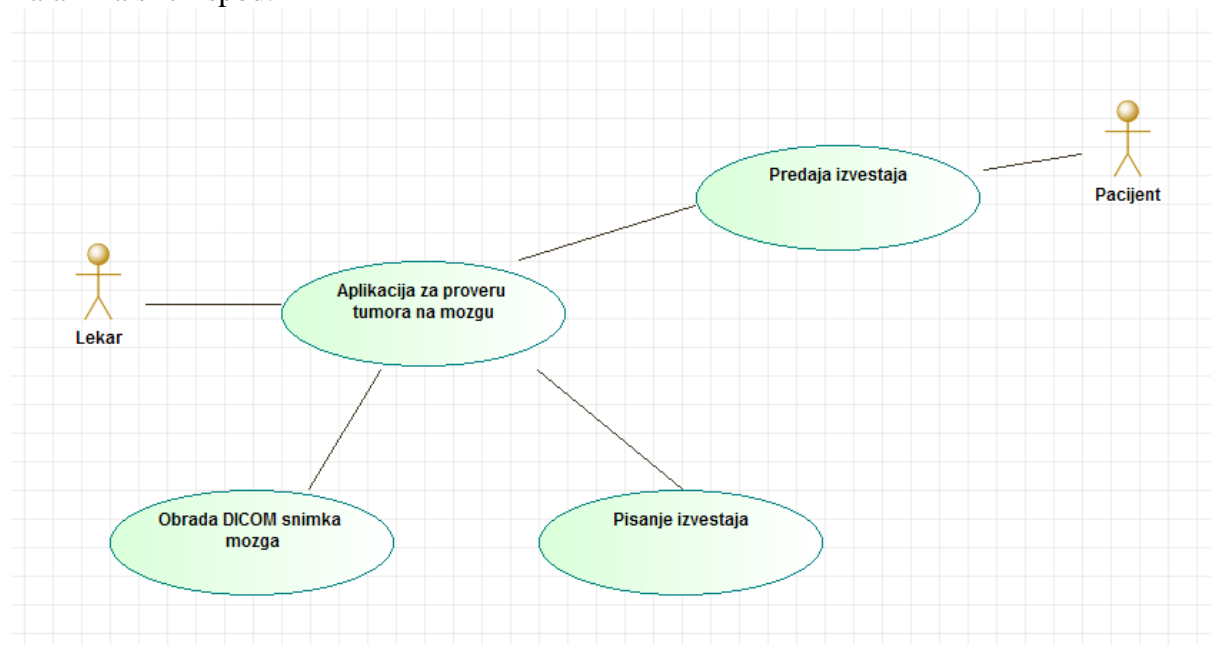 Predaja izvestaja
Pacijent
Aplikacija za proveru
tumora na mozgu
Lekar
Obrada DICOM snimka
mozga
Pisanje izvestaja